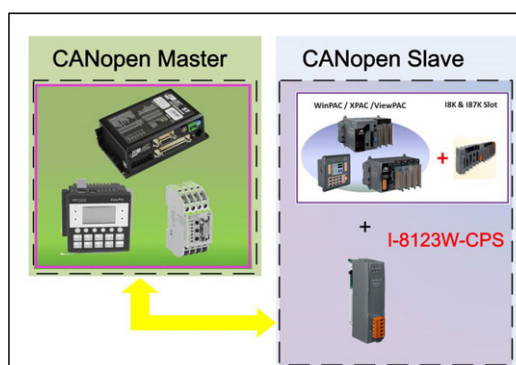 CANopen Master
CANopen Slave
WinPAC / XPAC /ViewPAC
I8K & I87K Slot
+
+
I-8123W-CPS